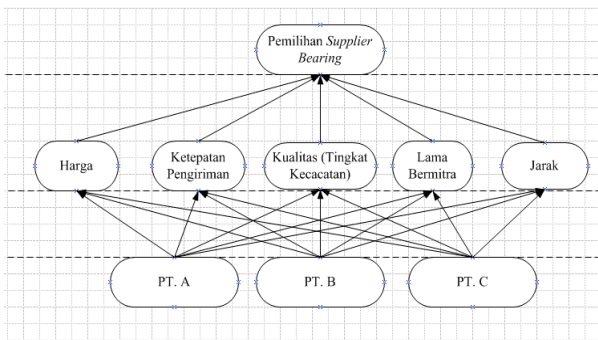 Pemilihan Supplier
Bearing
Harga
Ketepatan
Pengiriman
Kualitas (Tingkat
Kecacatan)
Lama
Bermitra
Jarak
PT. A
PT. B
PT. C